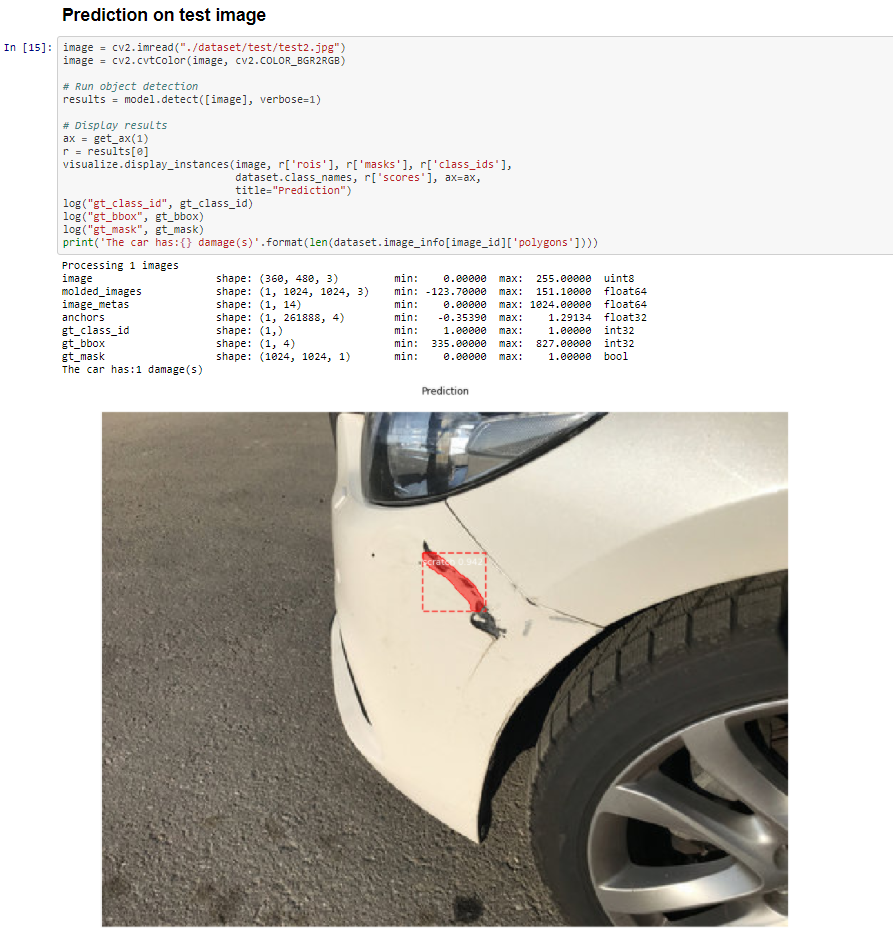 Prediction on test image
In [15]: image = cv2.imread("./dataset/test/test2.jpg")
image = cv2.cvtColor(image, cv2.COLOR_BGR2RGB)
# Run object detection
results = model.detect([image], verbose=1)
# Display results
ax = get_ax(1)
r = results[0]
visualize.display_instances(image, r['rois'], r['masks'], r['class_ids'],
dataset.class_names, r['scores'], ax=ax,
title="Prediction")
log("gt_class_id", gt_class_id)
log("gt_bbox", gt_bbox)
log("gt_mask", gt_mask)
print('The car has:{} damage(s)'.format(len(dataset.image_info[image_id]['polygons'])))
Processing 1 images
image shape: (360, 480, 3) min: 0.00000 max: 255.00000 uint8
molded_images shape: (1, 1024, 1024, 3) min: -123.70000 max: 151.10000 float64
image_metas shape: (1, 14) min: 0.00000 max: 1024.00000 float64
anchors shape: (1, 261888, 4) min: -0.35390 max: 1.29134 float32
gt_class_id shape: (1,) min: 1.00000 max: 1.00000 int32
gt_bbox shape: (1, 4) min: 335.00000 max: 827.00000 int32
gt_mask shape: (1024, 1024, 1) min: 0.00000 max: 1.00000 bool
The car has:1 damage(s)
Prediction
scratch 0.942